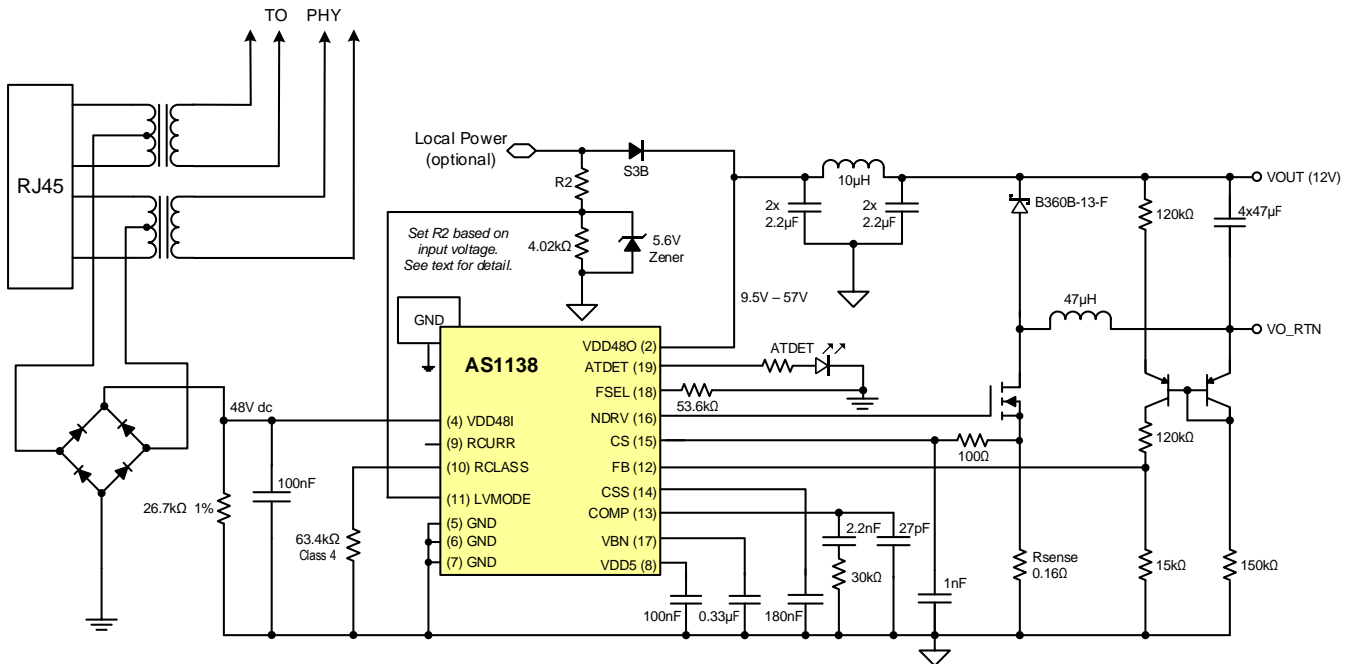 TO PHY
RJ45
Local Power
(optional)
S3B
R2
Set R2 based on
input voltage.
See text for detail.
4.02kΩ
5.6V
Zener
10µH
2x
2.2µF
2x
2.2µF
B360B-13-F
120kΩ
4x47µF
VOUT (12V)
9.5V – 57V
47µH
VO_RTN
GND
AS1138
VDD48O (2)
ATDET (19)
FSEL (18)
NDRV (16)
CS (15)
FB (12)
CSS (14)
COMP (13)
VBN (17)
VDD5 (8)
(4) VDD48I
(9) RCURR
(10) RCLASS
(11) LVMODE
(5) GND
(6) GND
(7) GND
ATDET
53.6kΩ
100Ω
120kΩ
48V dc
26.7kΩ 1%
100nF
63.4kΩ
Class 4
2.2nF
27pF
30kΩ
1nF
Rsense
0.16Ω
15kΩ
150kΩ
100nF
0.33µF
180nF